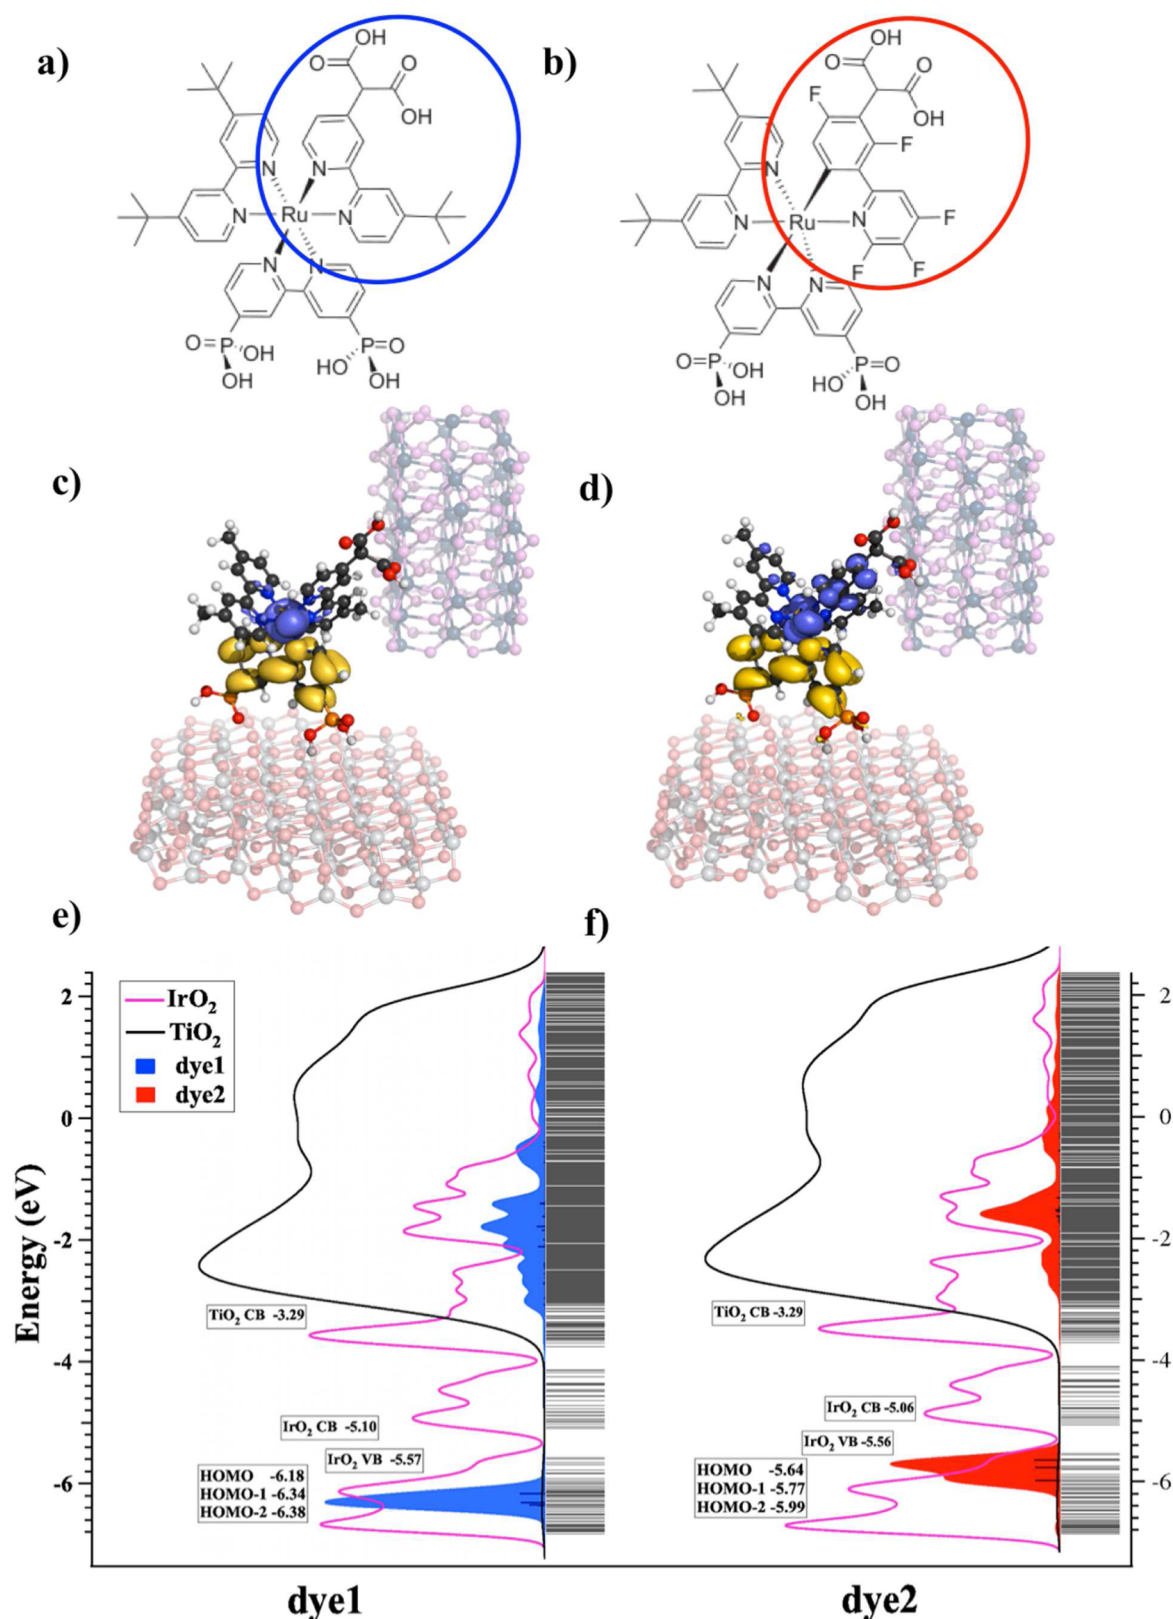 a)
OH
O
O
OH
N
N
N
N
Ru
N
N
O
P
OH
OH
HO
P
O
OH
b)
OH
O
O
OH
F
F
N
N
N
F
Ru
N
N
F
F
O
P
OH
OH
HO
P
O
OH
c)
d)
e)
f)
Energy (eV)
2
0
-2
-4
-6
IrO2
TiO2
dye1
dye2
TiO2 CB -3.29
IrO2 CB -5.10
IrO2 VB -5.57
HOMO -6.18
HOMO-1 -6.34
HOMO-2 -6.38
dye1
TiO2 CB -3.29
IrO2 CB -5.06
IrO2 VB -5.56
HOMO -5.64
HOMO-1 -5.77
HOMO-2 -5.99
2
0
-2
-4
-6
dye2